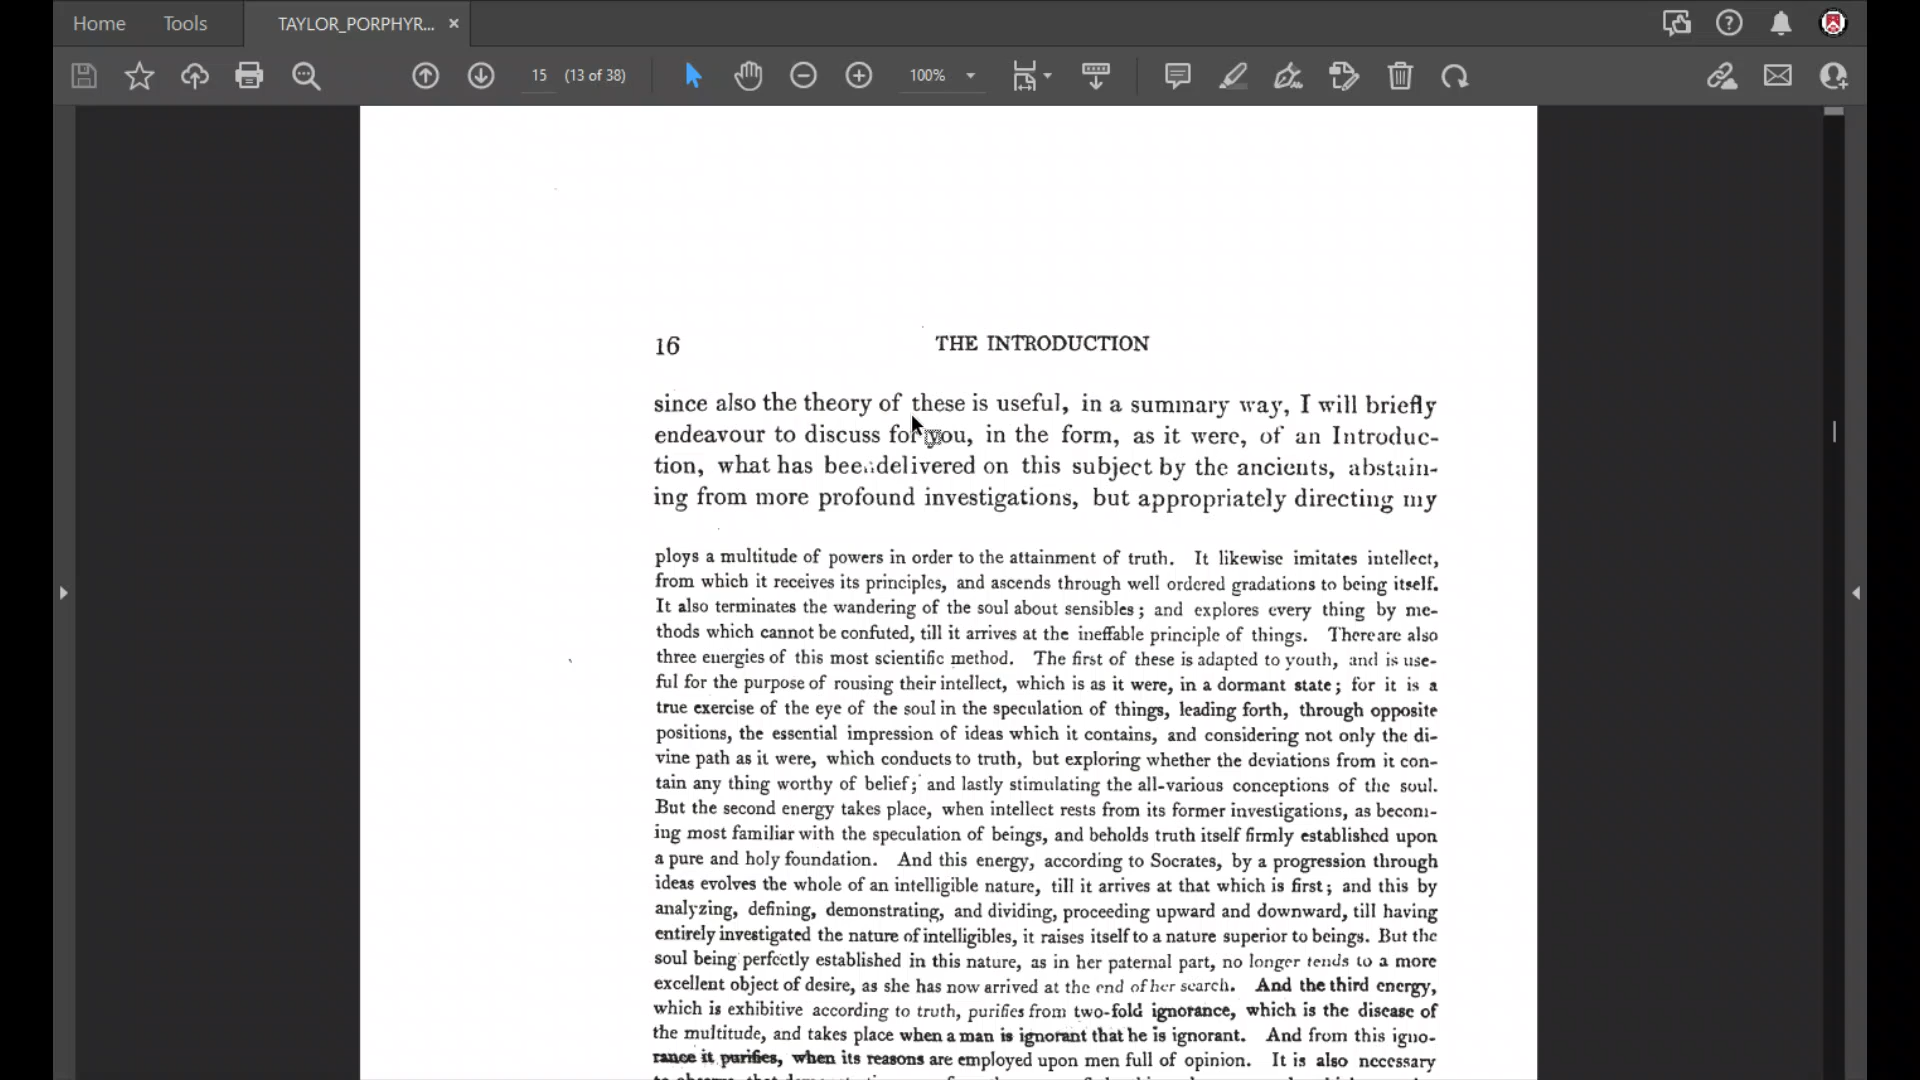 Home Tools TAYLOR_PORPHYR... ×
15 (13 of 38) 100%
16 THE INTRODUCTION
since also the theory of these is useful, in a summary way, I will briefly
endeavour to discuss for you, in the form, as it were, of an Introduc-
tion, what has been delivered on this subject by the ancients, abstain-
ing from more profound investigations, but appropriately directing my
ploys a multitude of powers in order to the attainment of truth. It likewise imitates intellect,
from which it receives its principles, and ascends through well ordered gradations to being itself.
It also terminates the wandering of the soul about sensibles; and explores every thing by me-
thods which cannot be confuted, till it arrives at the ineffable principle of things. There are also
three energies of this most scientific method. The first of these is adapted to youth, and is use-
ful for the purpose of rousing their intellect, which is as it were, in a dormant state; for it is a
true exercise of the eye of the soul in the speculation of things, leading forth, through opposite
positions, the essential impression of ideas which it contains, and considering not only the di-
vine path as it were, which conducts to truth, but exploring whether the deviations from it con-
tain any thing worthy of belief; and lastly stimulating the all-various conceptions of the soul.
But the second energy takes place, when intellect rests from its former investigations, as becom-
ing most familiar with the speculation of beings, and beholds truth itself firmly established upon
a pure and holy foundation. And this energy, according to Socrates, by a progression through
ideas evolves the whole of an intelligible nature, till it arrives at that which is first; and this by
analyzing, defining, demonstrating, and dividing, proceeding upward and downward, till having
entirely investigated the nature of intelligibles, it raises itself to a nature superior to beings. But the
soul being perfectly established in this nature, as in her paternal part, no longer tends to a more
excellent object of desire, as she has now arrived at the end of her search. And the third energy,
which is exhibitive according to truth, purifies from two-fold ignorance, which is the disease of
the multitude, and takes place when a man is ignorant that he is ignorant. And from this igno-
rance it purifies, when its reasons are employed upon men full of opinion. It is also necessary